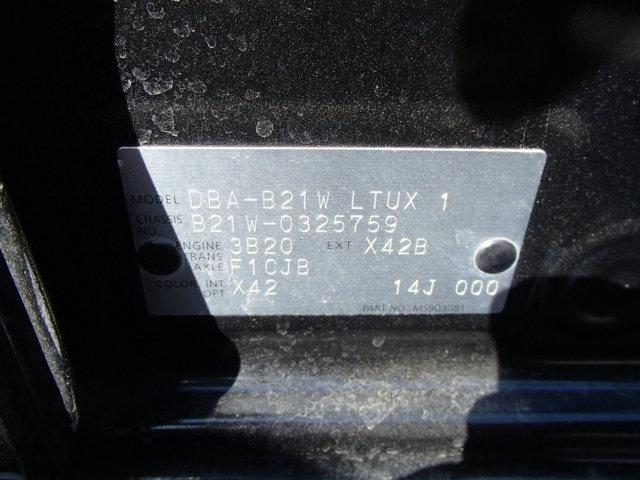 MODEL DBA-B21W LTUX 1
CHASSIS NO. B21W-0325759
ENGINE 3B20 EXT X42B
TRANS AXLE F1CJB
COLOR INT OPT X42 14J 000
PART NO. MS903081